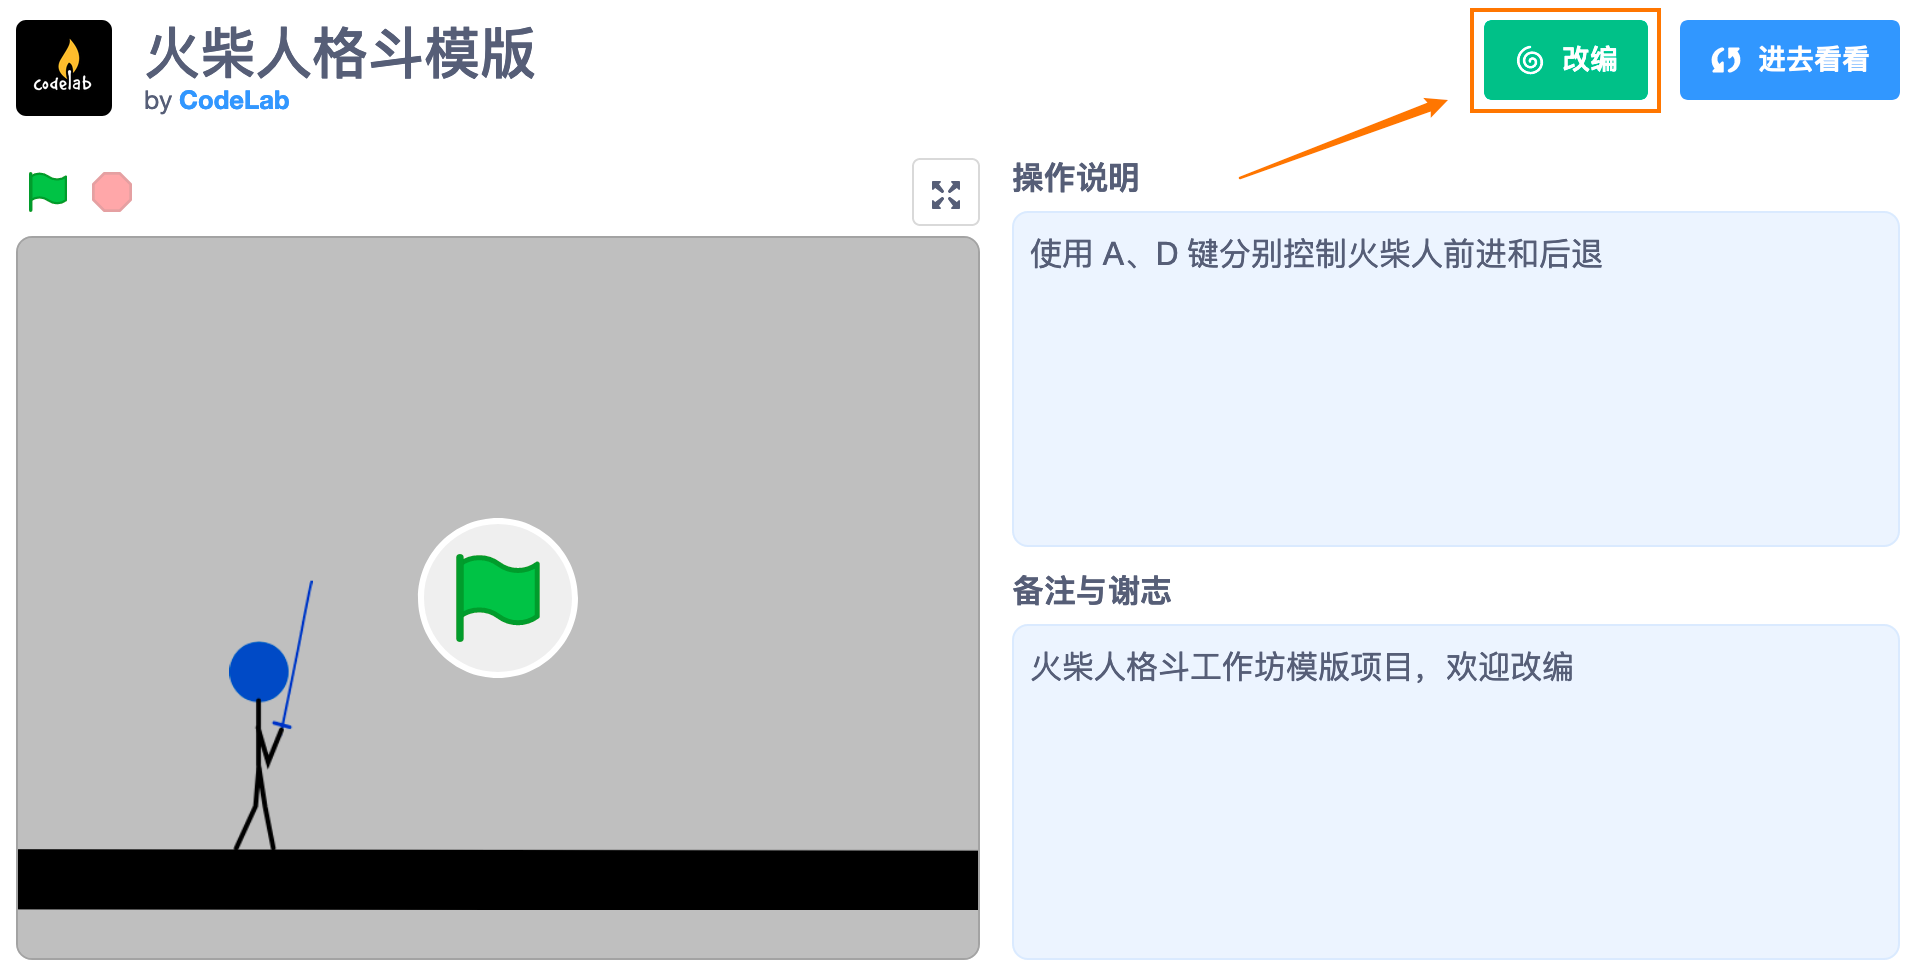 codelab
火柴人格斗模版
by CodeLab
改编
进去看看
操作说明
使用 A、D 键分别控制火柴人前进和后退
备注与谢志
火柴人格斗工作坊模版项目，欢迎改编